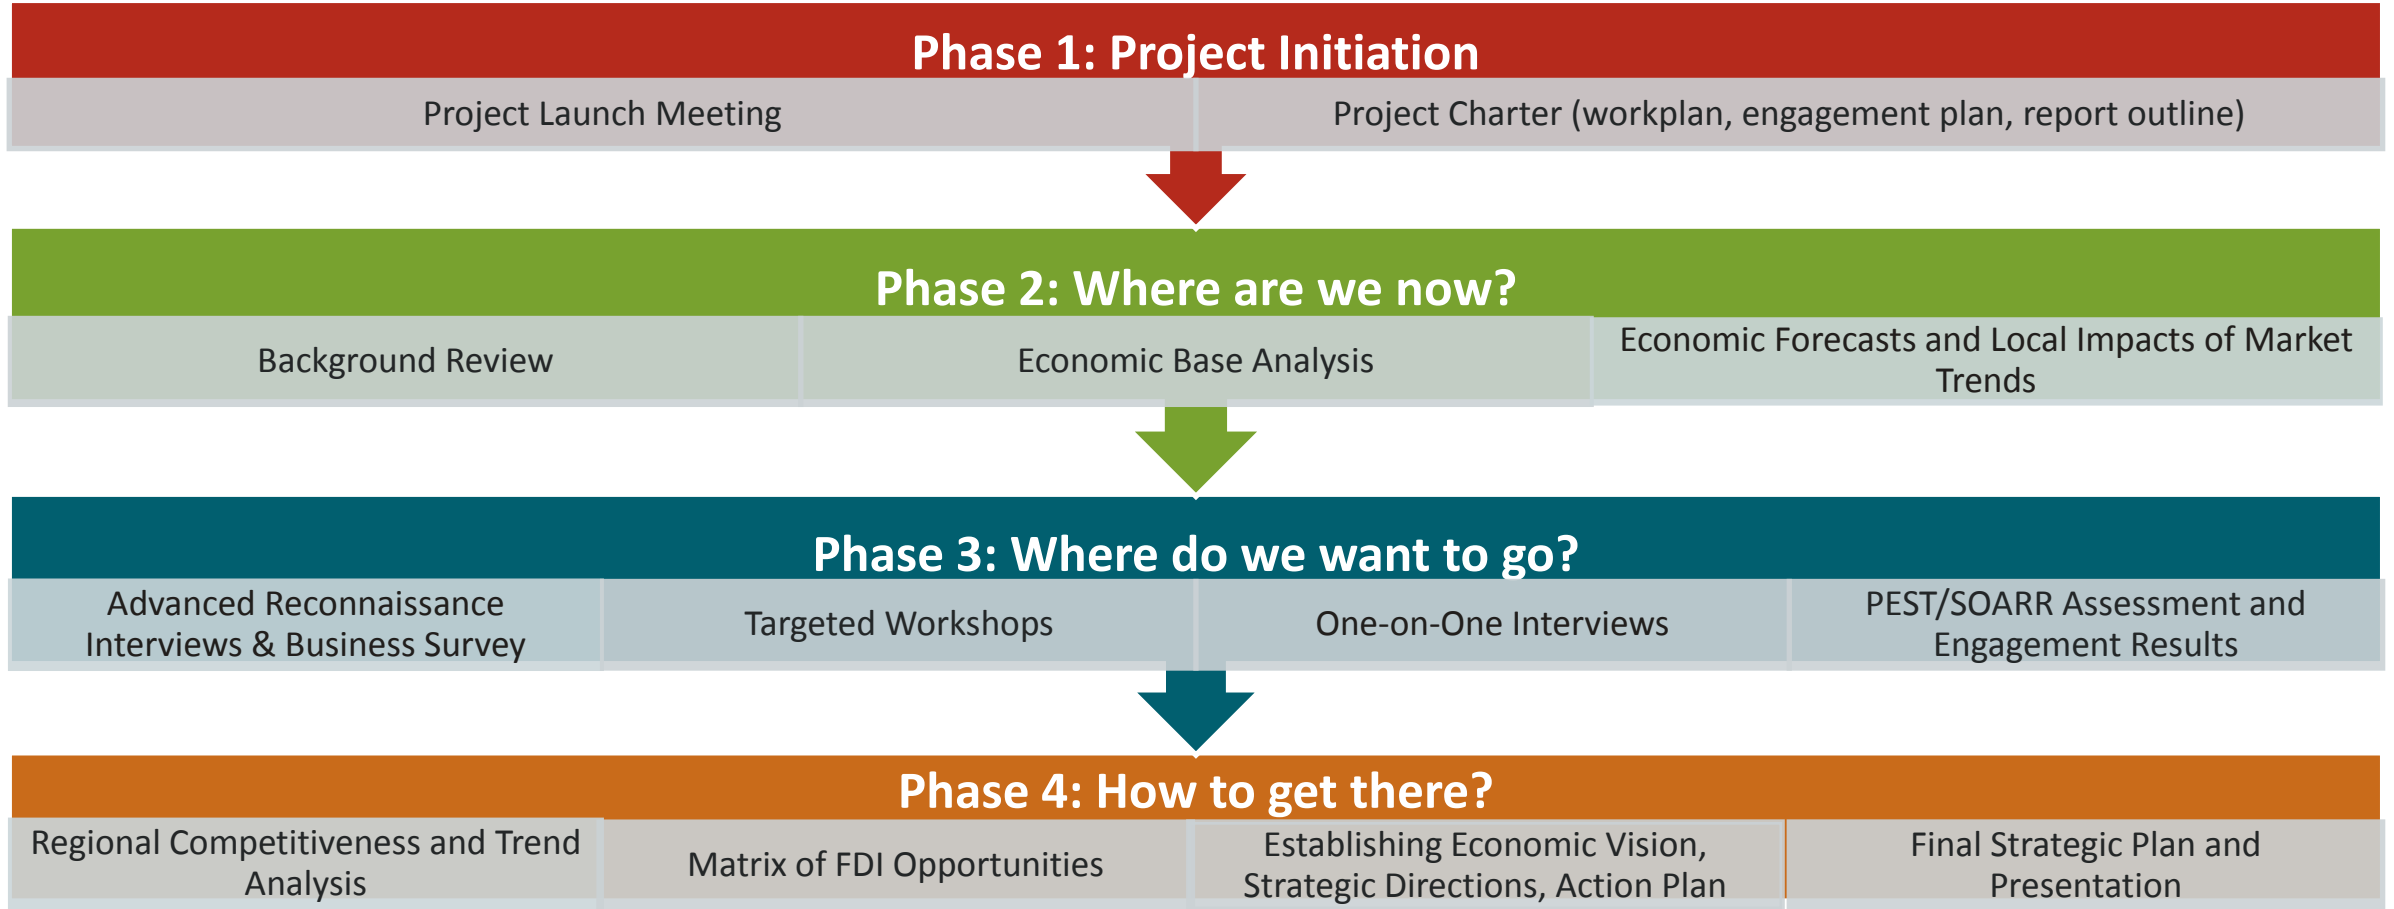 Phase 1: Project Initiation
Project Launch Meeting
Project Charter (workplan, engagement plan, report outline)
Phase 2: Where are we now?
Background Review
Economic Base Analysis
Economic Forecasts and Local Impacts of Market
Trends
Phase 3: Where do we want to go?
Advanced Reconnaissance
Interviews & Business Survey
Targeted Workshops
One-on-One Interviews
PEST/SOARR Assessment and
Engagement Results
Phase 4: How to get there?
Regional Competitiveness and Trend
Analysis
Matrix of FDI Opportunities
Establishing Economic Vision,
Strategic Directions, Action Plan
Final Strategic Plan and
Presentation